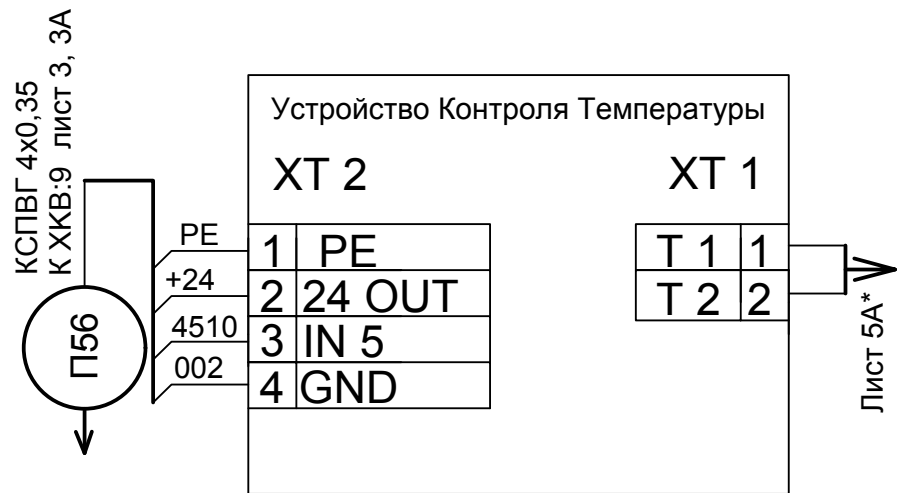 КСПВГ 4х0,35
К ХКВ:9 лист 3, 3А
Устройство Контроля Температуры
XT 2
XT 1
PE
1 PE
+24
2 24 OUT
4510
3 IN 5
002
4 GND
T 1 1
T 2 2
П56
Лист 5А*